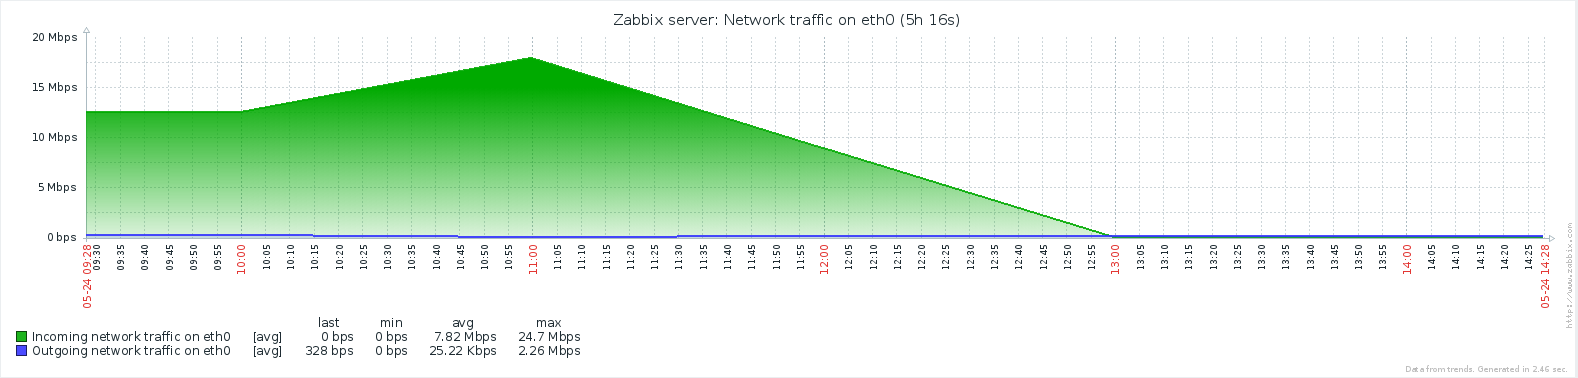 Zabbix server: Network traffic on eth0 (5h 16s)
20 Mbps
15 Mbps
10 Mbps
5 Mbps
0 bps
05-24 09:28 09:30 09:35 09:40 09:45 09:50 09:55 10:00 10:05 10:10 10:15 10:20 10:25 10:30 10:35 10:40 10:45 10:50 10:55 11:00 11:05 11:10 11:15 11:20 11:25 11:30 11:35 11:40 11:45 11:50 11:55 12:00 12:05 12:10 12:15 12:20 12:25 12:30 12:35 12:40 12:45 12:50 12:55 13:00 13:05 13:10 13:15 13:20 13:25 13:30 13:35 13:40 13:45 13:50 13:55 14:00 14:05 14:10 14:15 14:20 14:25 05-24 14:28
http://www.zabbix.com
last min avg max
Incoming network traffic on eth0 [avg] 0 bps 0 bps 7.82 Mbps 24.7 Mbps
Outgoing network traffic on eth0 [avg] 328 bps 0 bps 25.22 Kbps 2.26 Mbps
Data from trends. Generated in 2.46 sec.